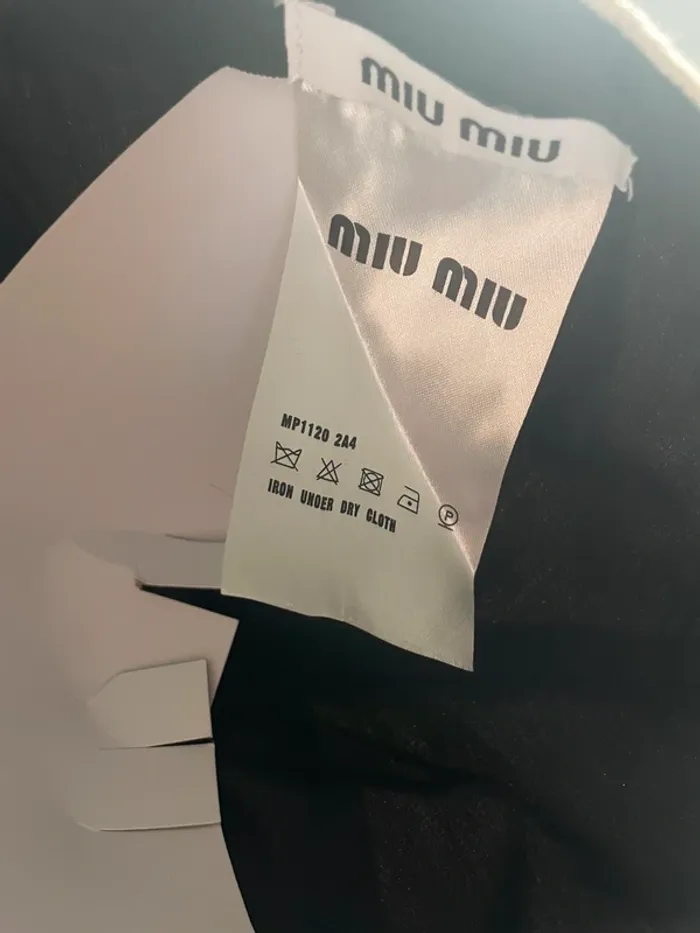 MIU MIU
MIU MIU
MP1120 2A4
P
IRON UNDER DRY CLOTH